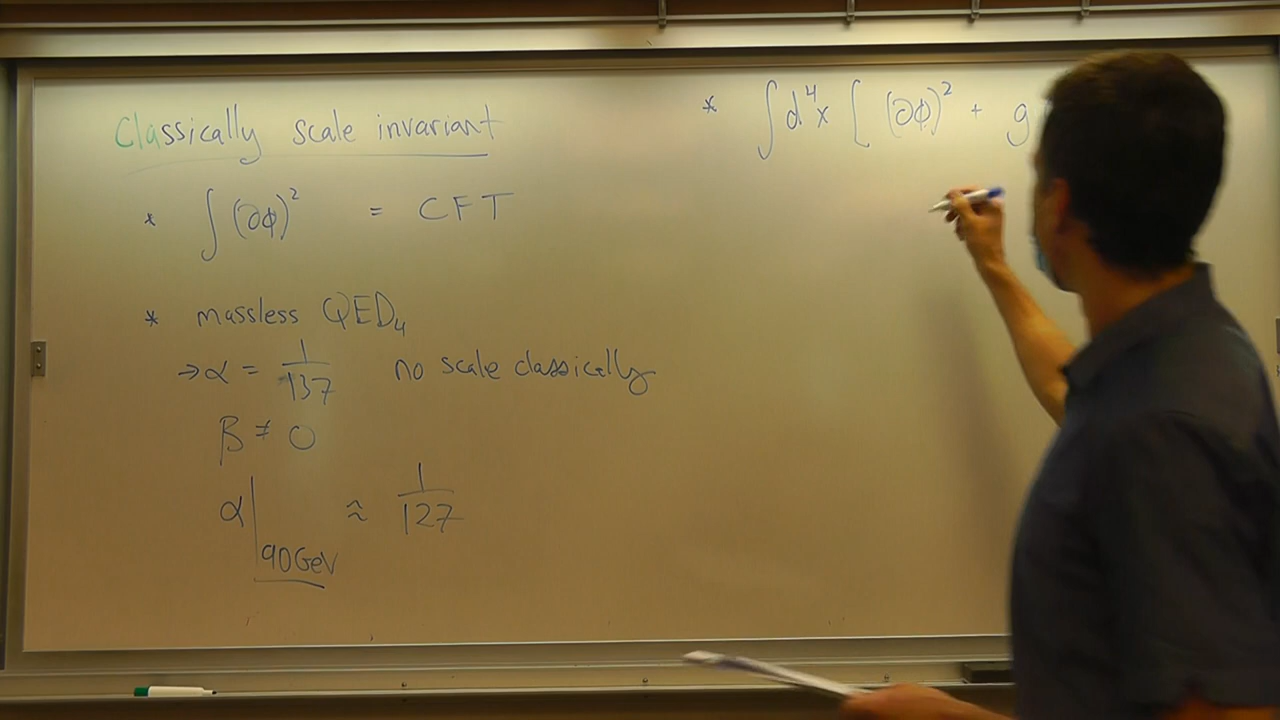 Classically scale invariant
* ∫ (∂φ)² = CFT
* massless QED₄
→ α = 1/137 no scale classically
β ≠ 0
α|90GeV ≈ 1/127
* ∫ d⁴x [ (∂φ)² + g